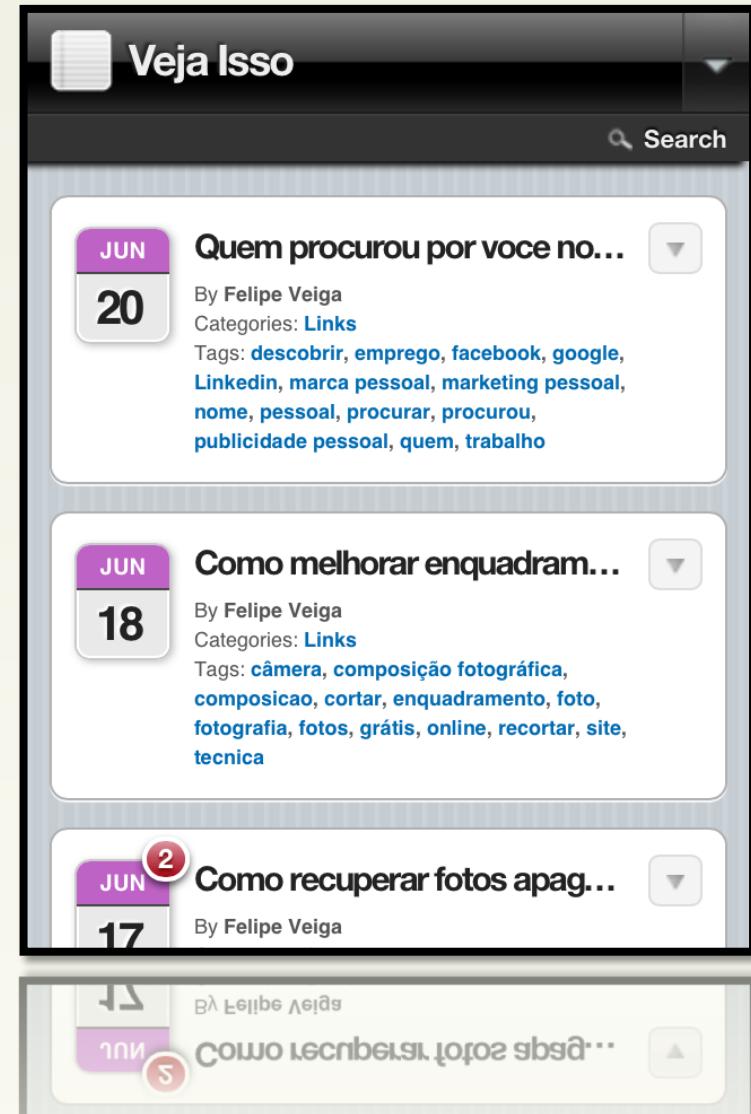 Veja Isso
Search
JUN
20
Quem procurou por voce no...
By Felipe Veiga
Categories: Links
Tags: descobrir, emprego, facebook, google,
Linkedin, marca pessoal, marketing pessoal,
nome, pessoal, procurar, procurou,
publicidade pessoal, quem, trabalho
JUN
18
Como melhorar enquadram...
By Felipe Veiga
Categories: Links
Tags: câmera, composição fotográfica,
composicao, cortar, enquadramento, foto,
fotografia, fotos, grátis, online, recortar, site,
tecnica
2
JUN
17
Como recuperar fotos apag...
By Felipe Veiga